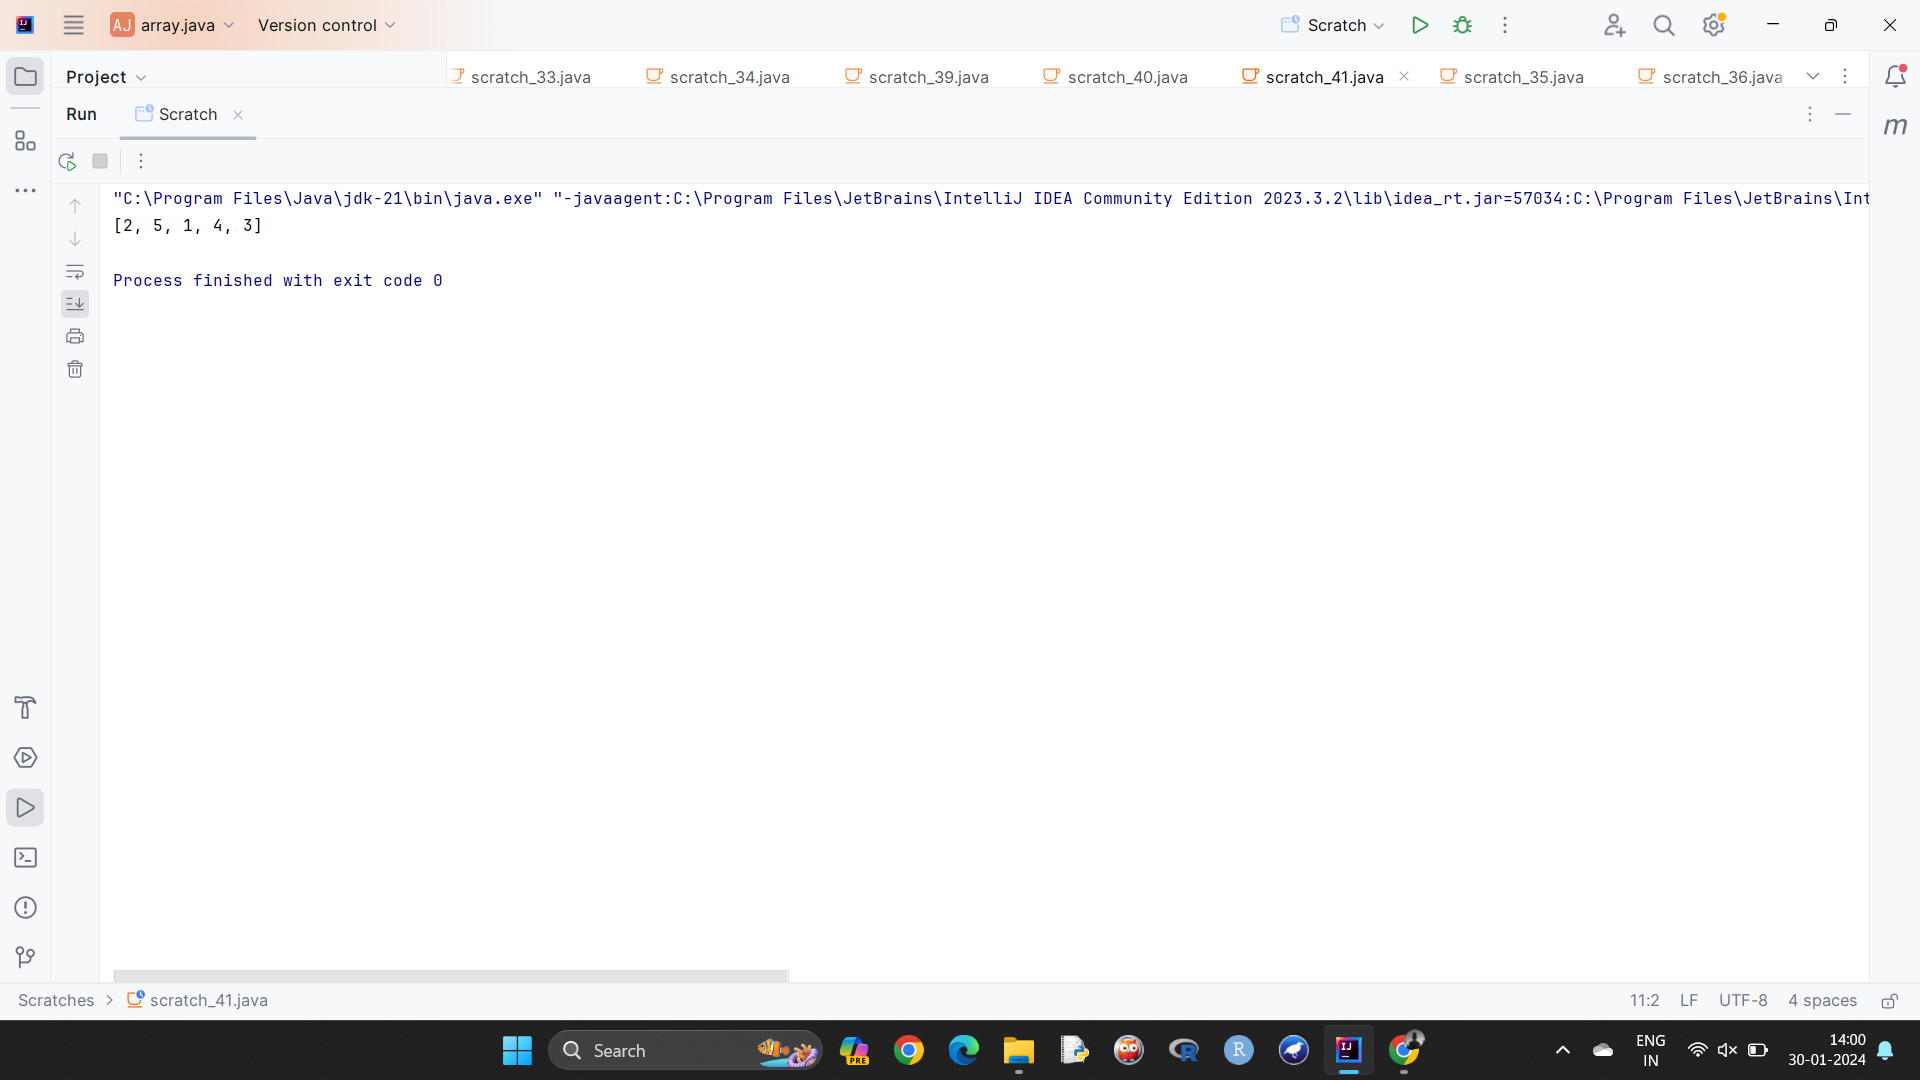 AJ array.java Version control Scratch
Project scratch_33.java scratch_34.java scratch_39.java scratch_40.java scratch_41.java scratch_35.java scratch_36.java
Run Scratch
"C:\Program Files\Java\jdk-21\bin\java.exe" "-javaagent:C:\Program Files\JetBrains\IntelliJ IDEA Community Edition 2023.3.2\lib\idea_rt.jar=57034:C:\Program Files\JetBrains\Int
[2, 5, 1, 4, 3]
Process finished with exit code 0
Scratches > scratch_41.java 11:2 LF UTF-8 4 spaces
Search PRE R R IJ ENG 14:00
IN 30-01-2024